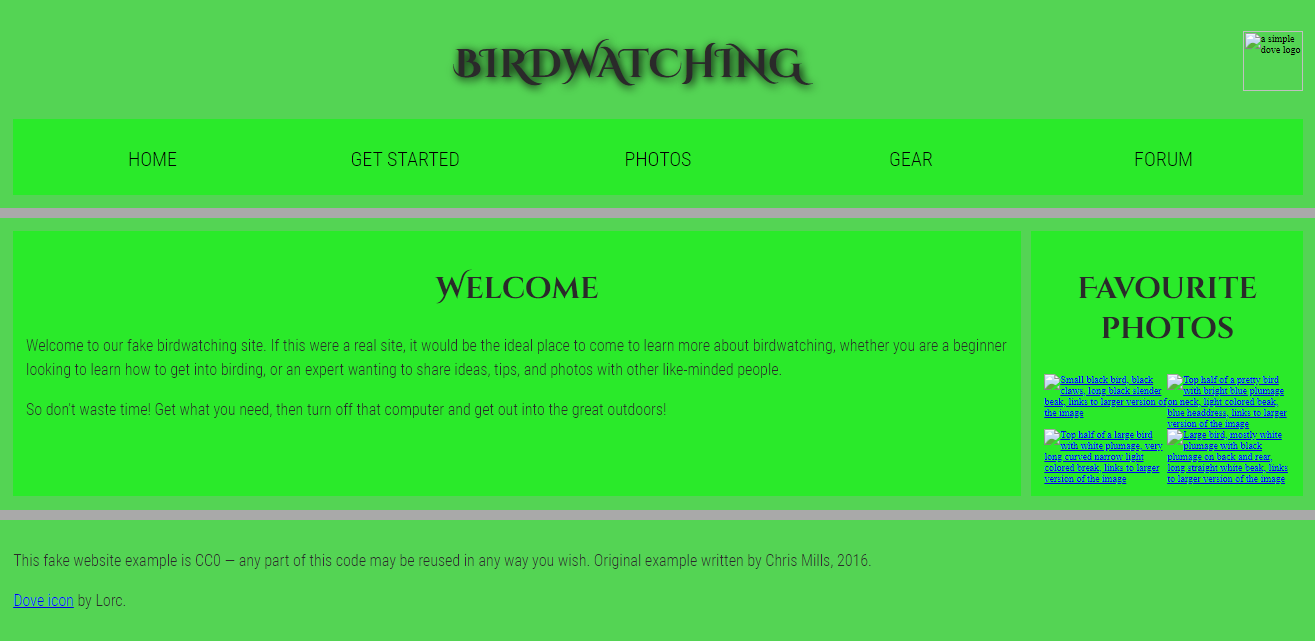 BIRDWATCHING
a simple
dove logo
HOME
GET STARTED
PHOTOS
GEAR
FORUM
Welcome
Welcome to our fake birdwatching site. If this were a real site, it would be the ideal place to come to learn more about birdwatching, whether you are a beginner
looking to learn how to get into birding, or an expert wanting to share ideas, tips, and photos with other like-minded people.
So don't waste time! Get what you need, then turn off that computer and get out into the great outdoors!
Favourite
photos
Small black bird, black
claws, long black slender
beak, links to larger version of
the image
Top half of a pretty bird
with bright blue plumage
on neck, light colored beak,
blue headdress, links to larger
version of the image
Top half of a large bird
with white plumage, very
long curved narrow light
colored break, links to larger
version of the image
Large bird, mostly white
plumage with black
plumage on back and rear,
long straight white beak, links
to larger version of the image
This fake website example is CC0 — any part of this code may be reused in any way you wish. Original example written by Chris Mills, 2016.
Dove icon by Lorc.